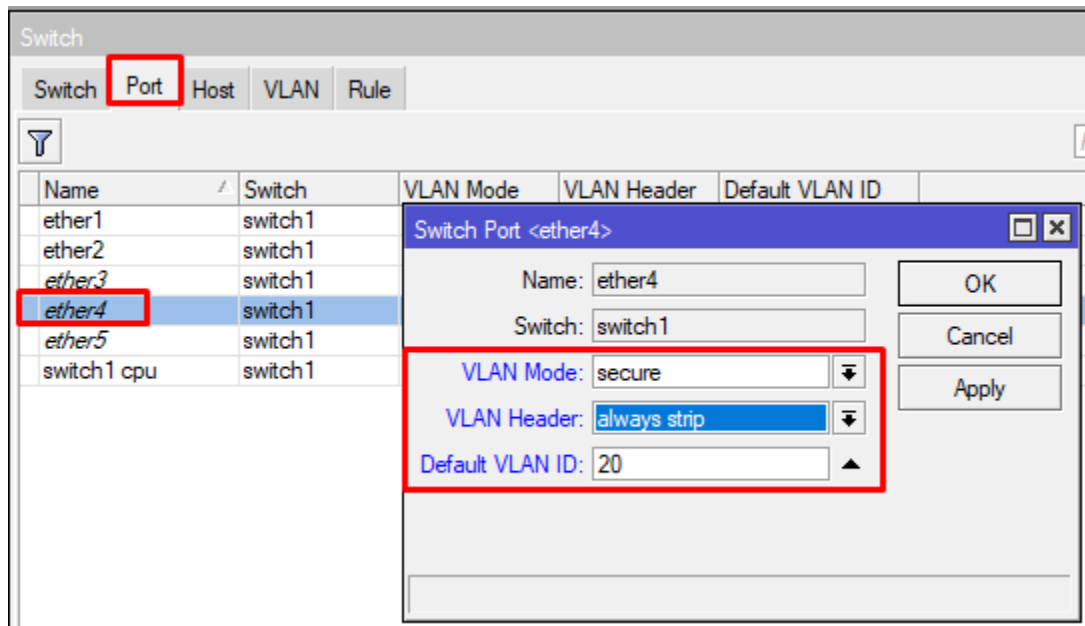 Switch
Switch Port Host VLAN Rule
Name Switch VLAN Mode VLAN Header Default VLAN ID
ether1 switch1
ether2 switch1
ether3 switch1
ether4 switch1
ether5 switch1
switch1 cpu switch1
Switch Port <ether4>
Name: ether4
Switch: switch1
VLAN Mode: secure
VLAN Header: always strip
Default VLAN ID: 20
OK
Cancel
Apply